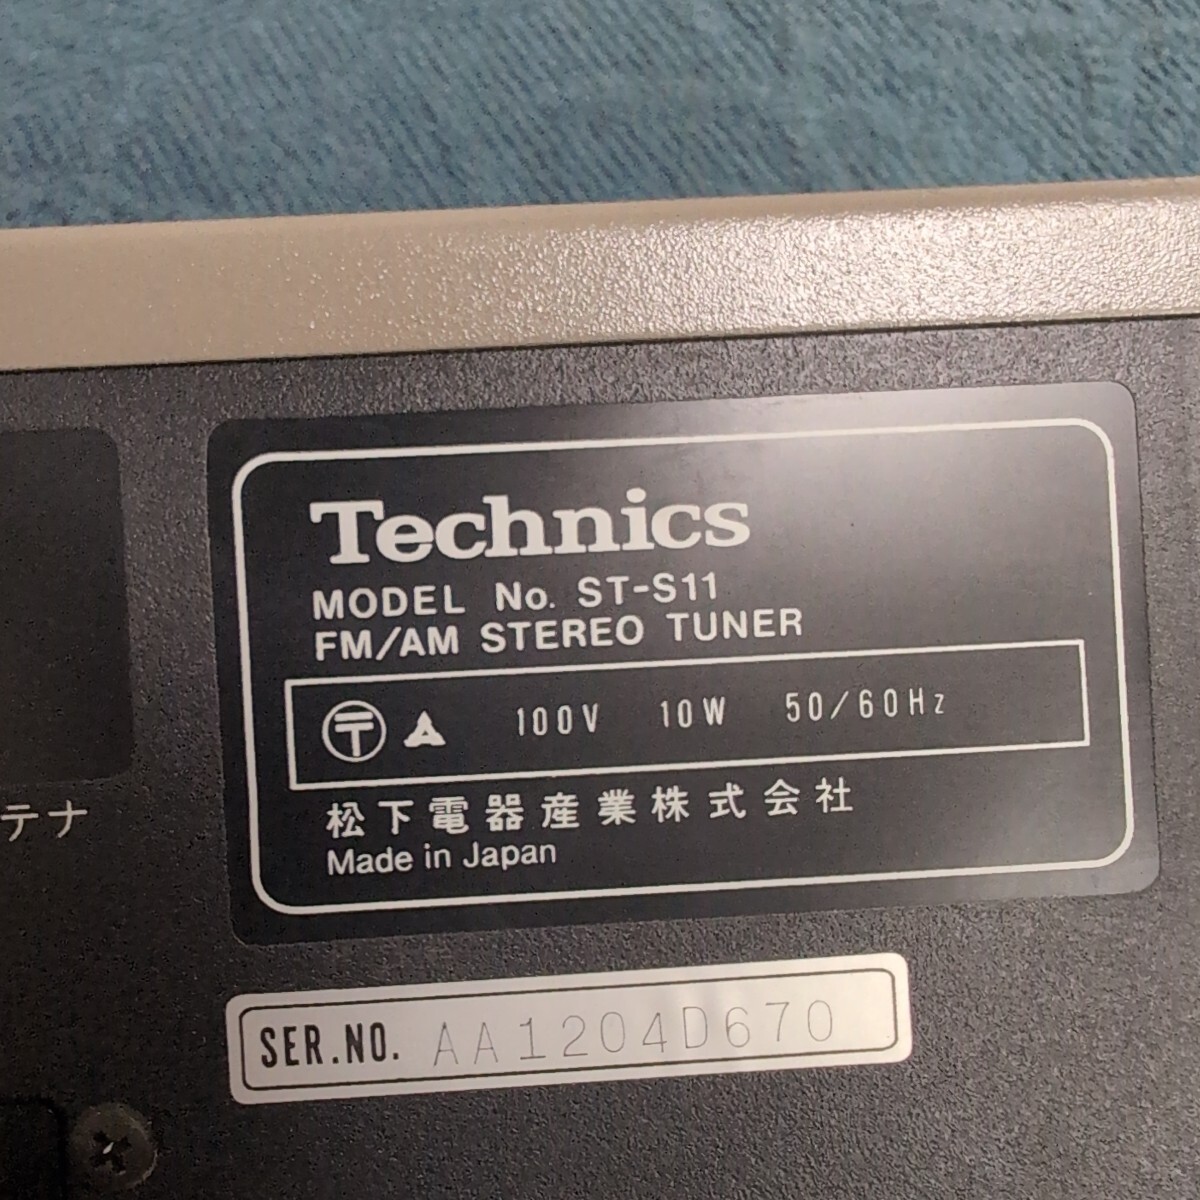 Technics
MODEL No. ST-S11
FM/AM STEREO TUNER
〒 100V 10W 50/60Hz
松下電器産業株式会社
Made in Japan
テナ
SER.NO. AA1204D670